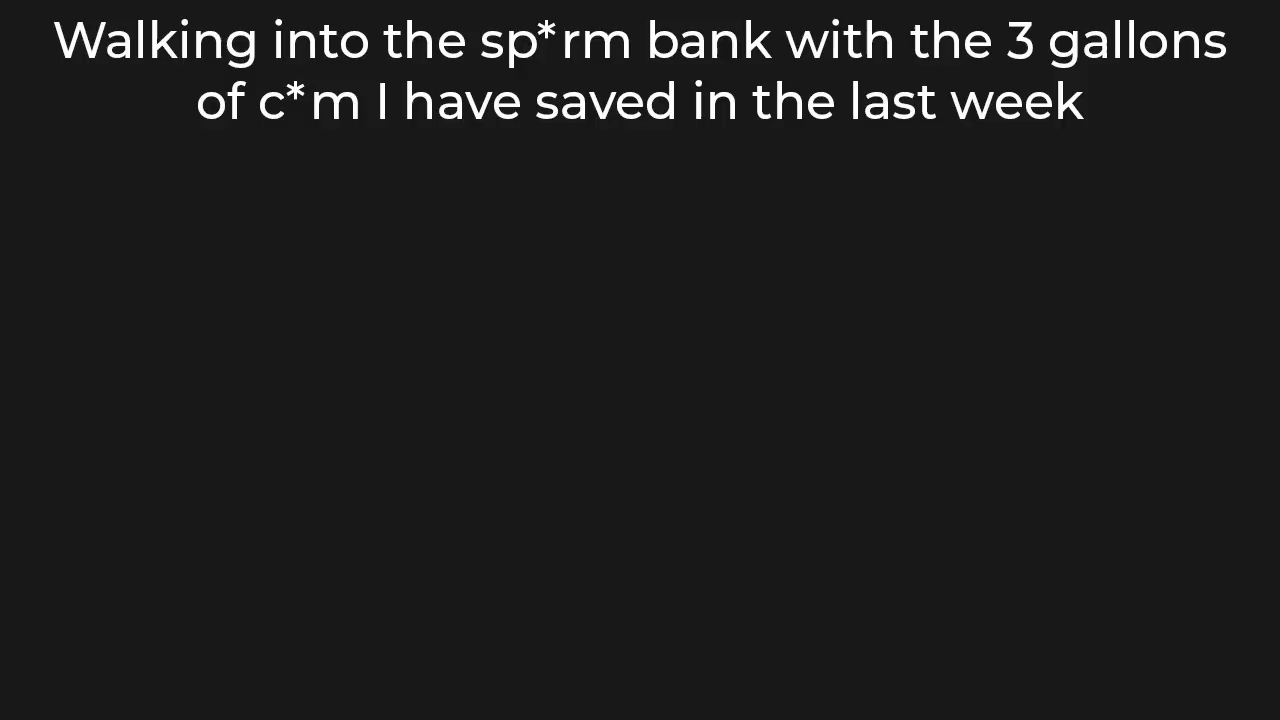 Walking into the sp*rm bank with the 3 gallons
of c*m I have saved in the last week